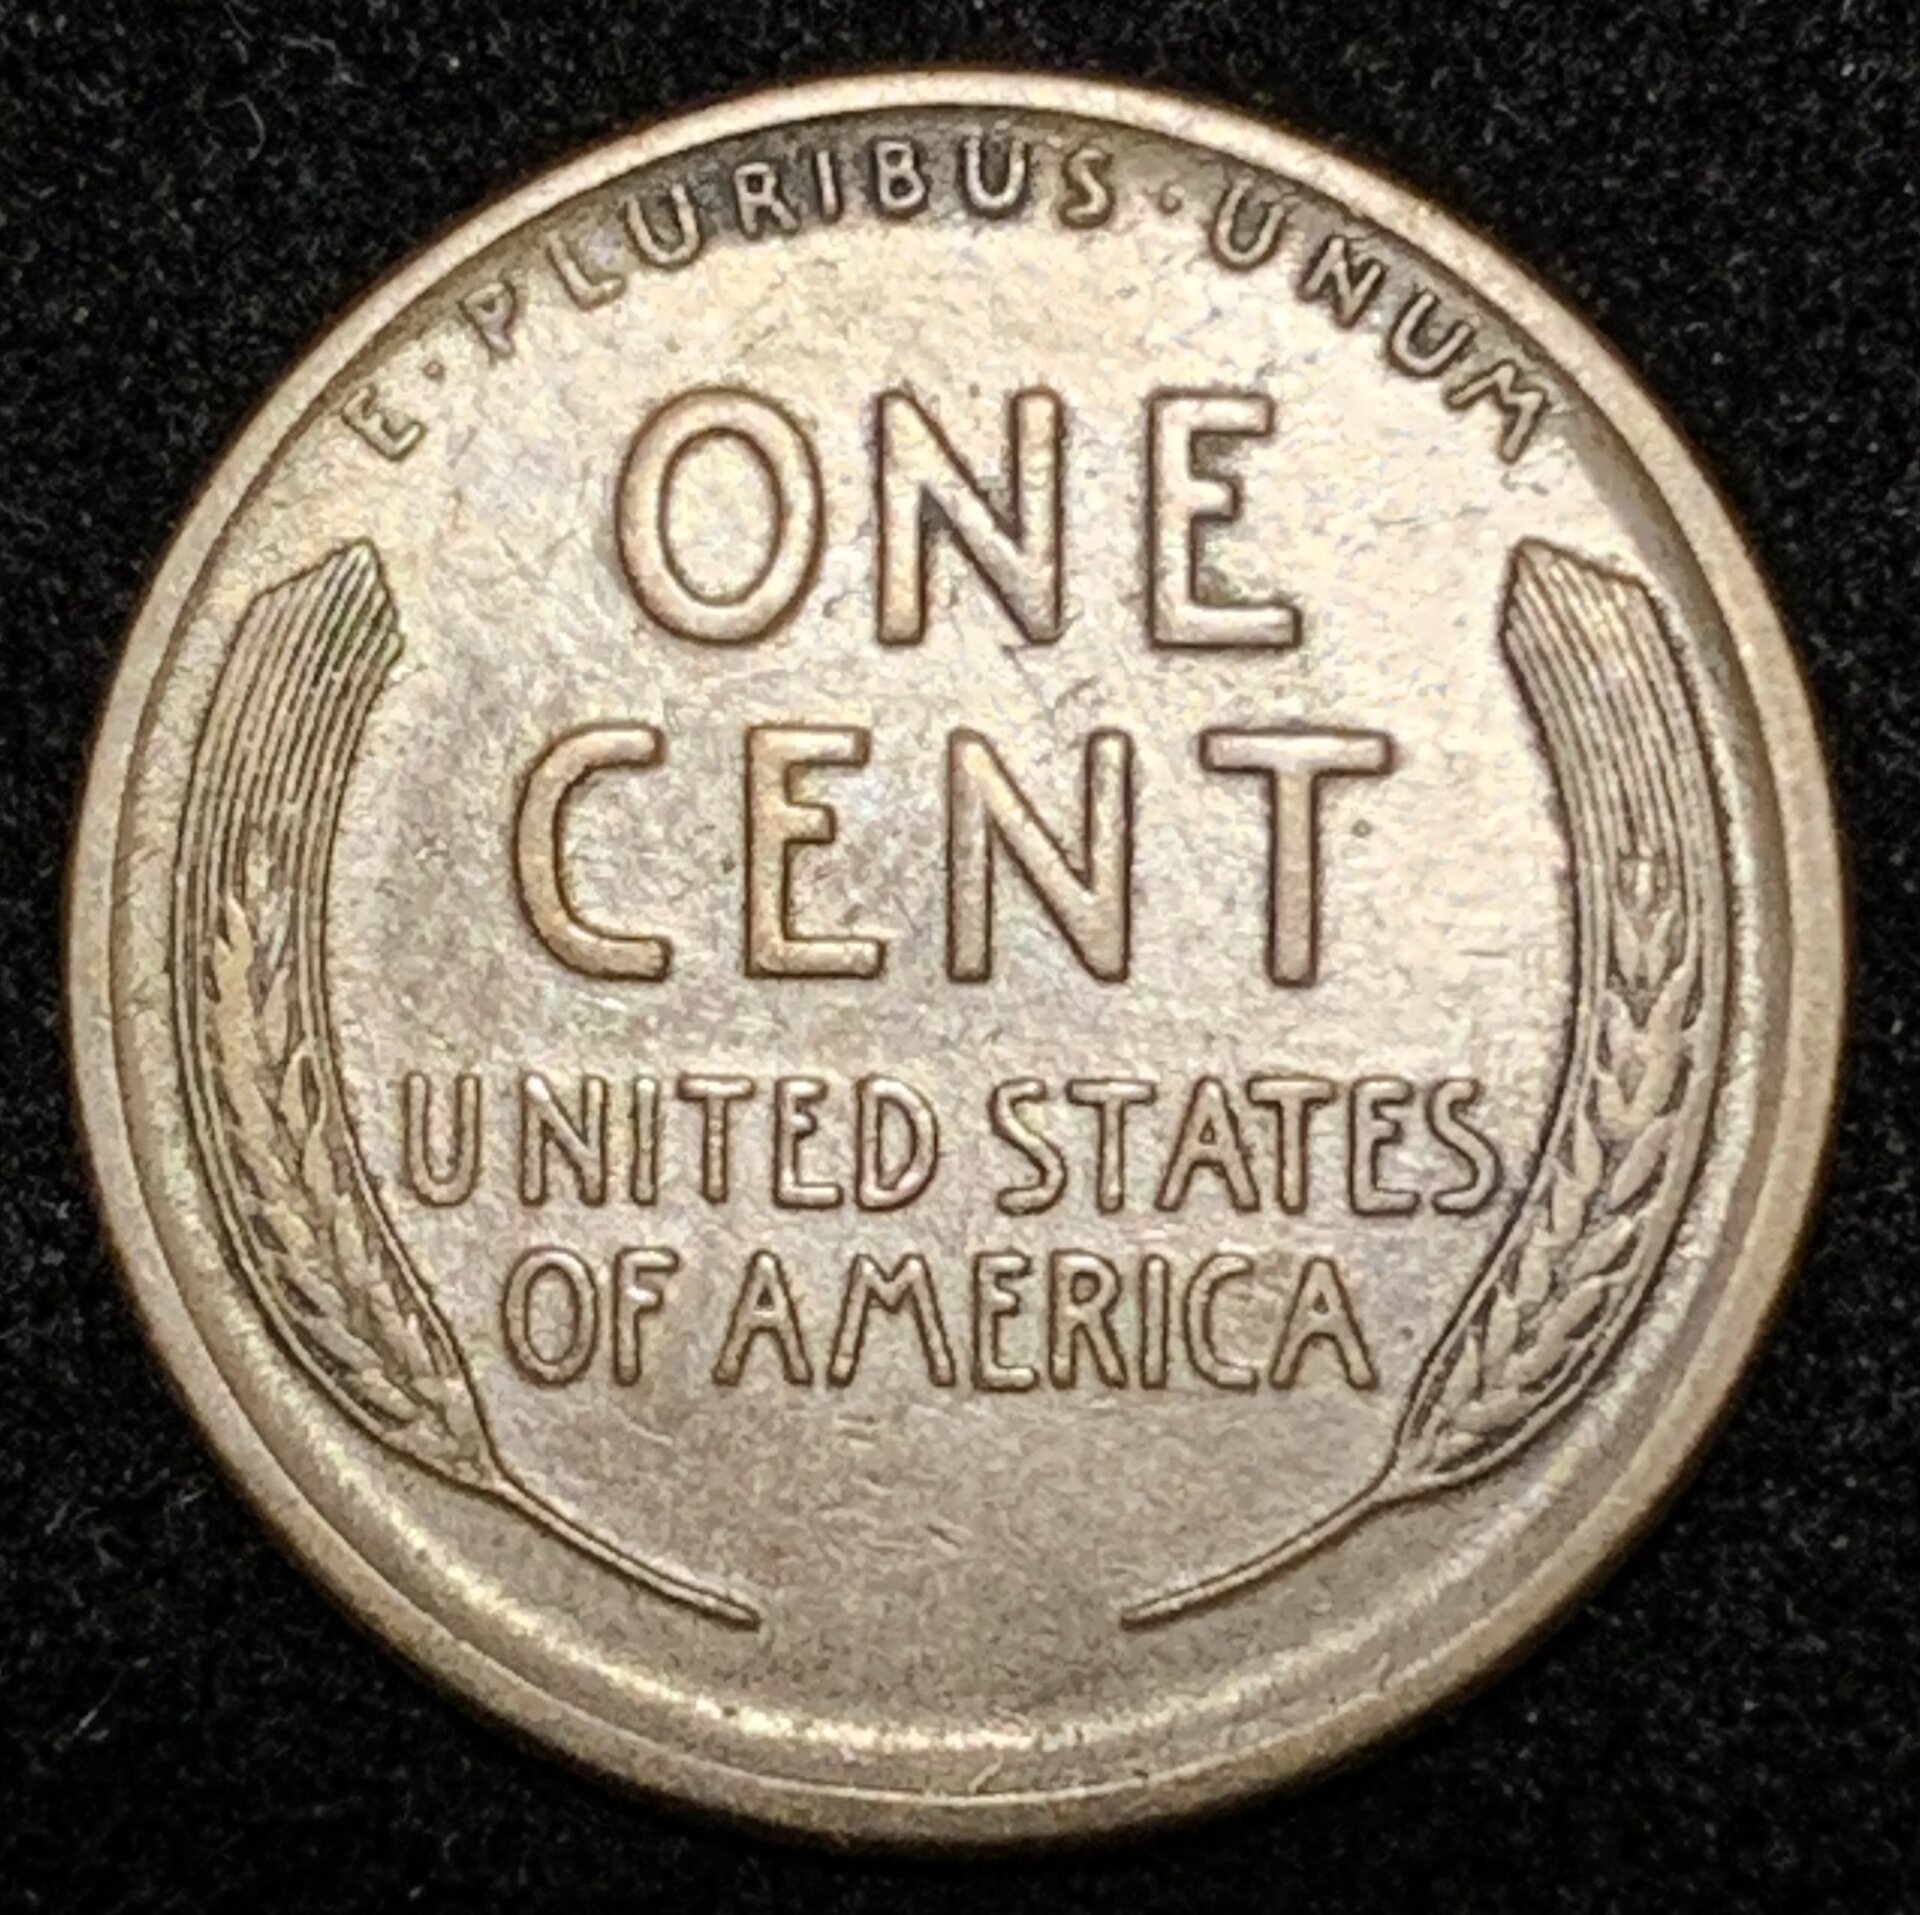 E·PLURIBUS·UNUM
ONE
CENT
UNITED STATES
OF AMERICA